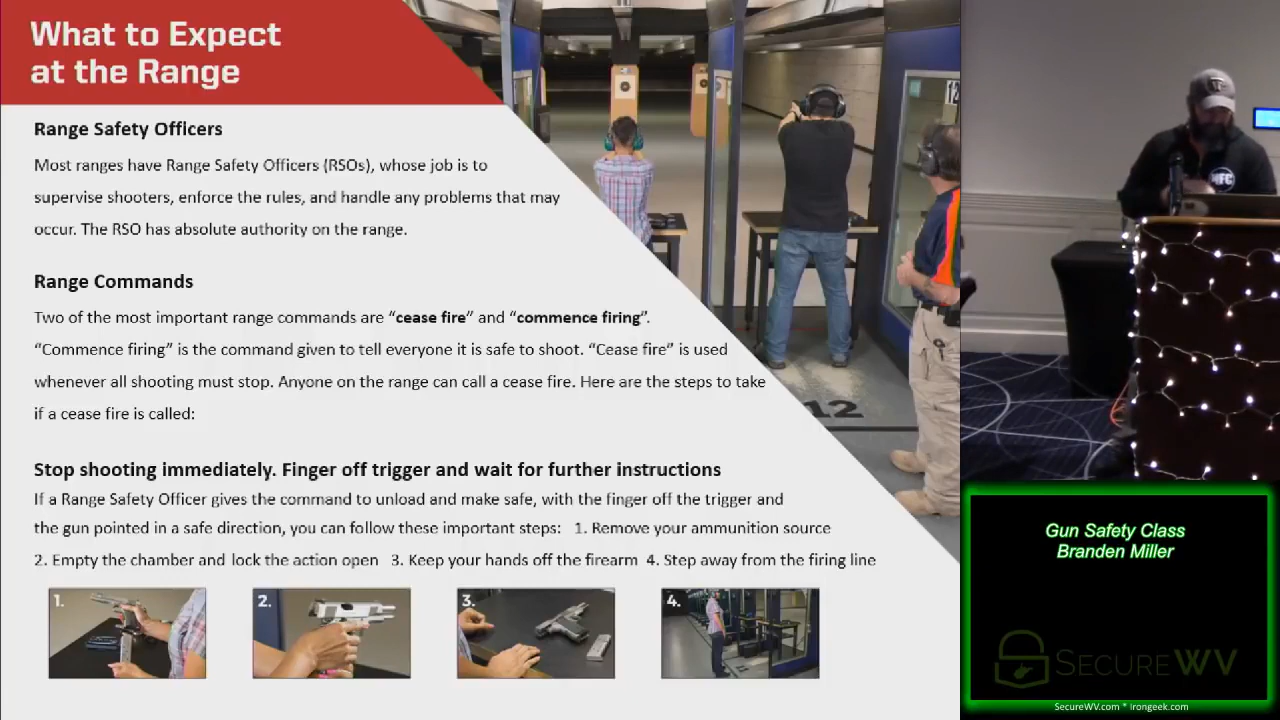 What to Expect
at the Range
Range Safety Officers
Most ranges have Range Safety Officers (RSOs), whose job is to
supervise shooters, enforce the rules, and handle any problems that may
occur. The RSO has absolute authority on the range.
Range Commands
Two of the most important range commands are “cease fire” and “commence firing”.
“Commence firing” is the command given to tell everyone it is safe to shoot. “Cease fire” is used
whenever all shooting must stop. Anyone on the range can call a cease fire. Here are the steps to take
if a cease fire is called:
Stop shooting immediately. Finger off trigger and wait for further instructions
If a Range Safety Officer gives the command to unload and make safe, with the finger off the trigger and
the gun pointed in a safe direction, you can follow these important steps: 1. Remove your ammunition source
2. Empty the chamber and lock the action open 3. Keep your hands off the firearm 4. Step away from the firing line
1.
2.
3.
4.
12
12
Gun Safety Class
Branden Miller
SECUREWV
SecureWV.com * Irongeek.com